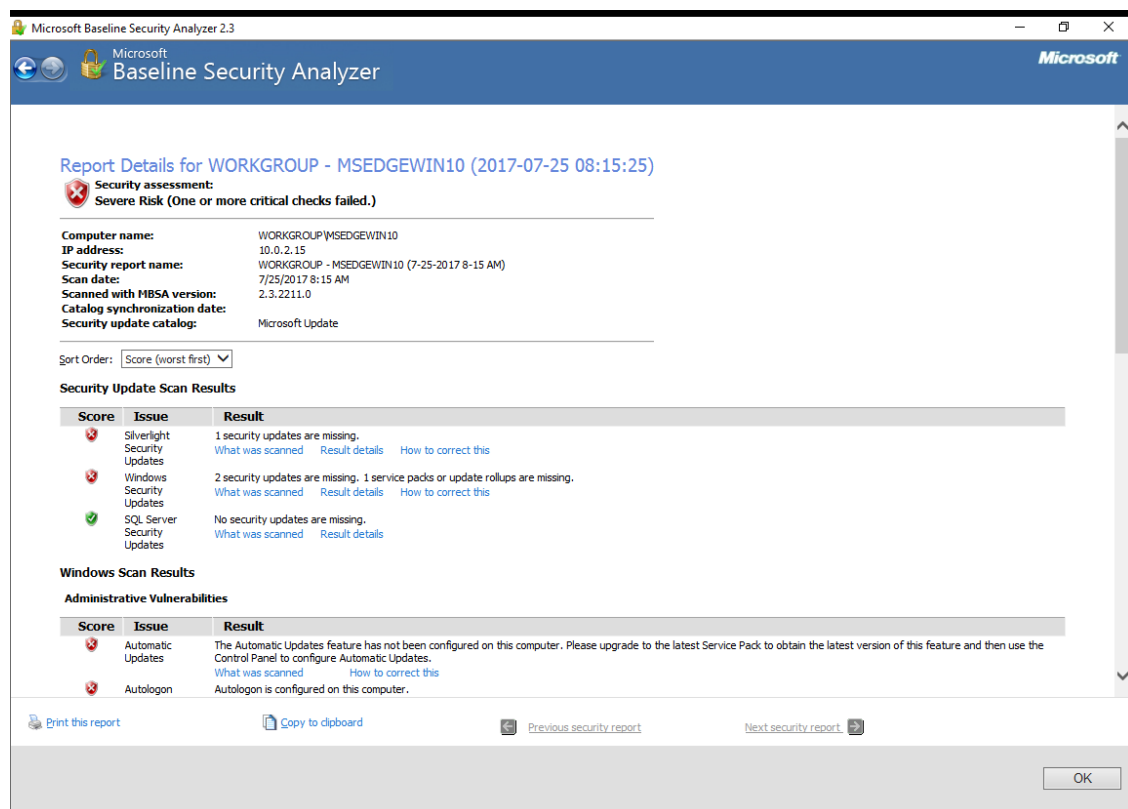 Microsoft Baseline Security Analyzer 2.3
Microsoft
Baseline Security Analyzer
Microsoft
Report Details for WORKGROUP - MSEDGEWIN10 (2017-07-25 08:15:25)
Security assessment:
Severe Risk (One or more critical checks failed.)
Computer name: WORKGROUP\MSEDGEWIN10
IP address: 10.0.2.15
Security report name: WORKGROUP - MSEDGEWIN10 (7-25-2017 8-15 AM)
Scan date: 7/25/2017 8:15 AM
Scanned with MBSA version: 2.3.2211.0
Catalog synchronization date:
Security update catalog: Microsoft Update
Sort Order: Score (worst first)
Security Update Scan Results
Score Issue Result
Silverlight 1 security updates are missing.
Security What was scanned Result details How to correct this
Updates
Windows 2 security updates are missing. 1 service packs or update rollups are missing.
Security What was scanned Result details How to correct this
Updates
SQL Server No security updates are missing.
Security What was scanned Result details
Updates
Windows Scan Results
Administrative Vulnerabilities
Score Issue Result
Automatic The Automatic Updates feature has not been configured on this computer. Please upgrade to the latest Service Pack to obtain the latest version of this feature and then use the
Updates Control Panel to configure Automatic Updates.
What was scanned How to correct this
Autologon Autologon is configured on this computer.
Print this report Copy to clipboard Previous security report Next security report
OK